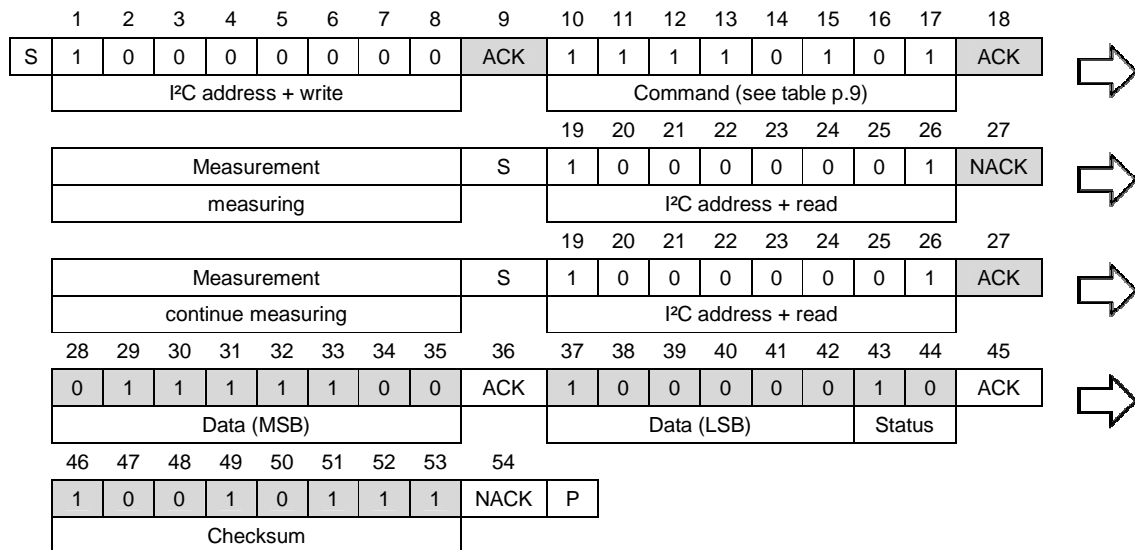 1 2 3 4 5 6 7 8 9 10 11 12 13 14 15 16 17 18
S 1 0 0 0 0 0 0 0 ACK 1 1 1 1 0 1 0 1 ACK
I²C address + write Command (see table p.9)
19 20 21 22 23 24 25 26 27
Measurement S 1 0 0 0 0 0 0 1 NACK
measuring I²C address + read
19 20 21 22 23 24 25 26 27
Measurement S 1 0 0 0 0 0 0 1 ACK
continue measuring I²C address + read
28 29 30 31 32 33 34 35 36 37 38 39 40 41 42 43 44 45
0 1 1 1 1 1 0 0 ACK 1 0 0 0 0 0 1 0 ACK
Data (MSB) Data (LSB) Status
46 47 48 49 50 51 52 53 54
1 0 0 1 0 1 1 1 NACK P
Checksum